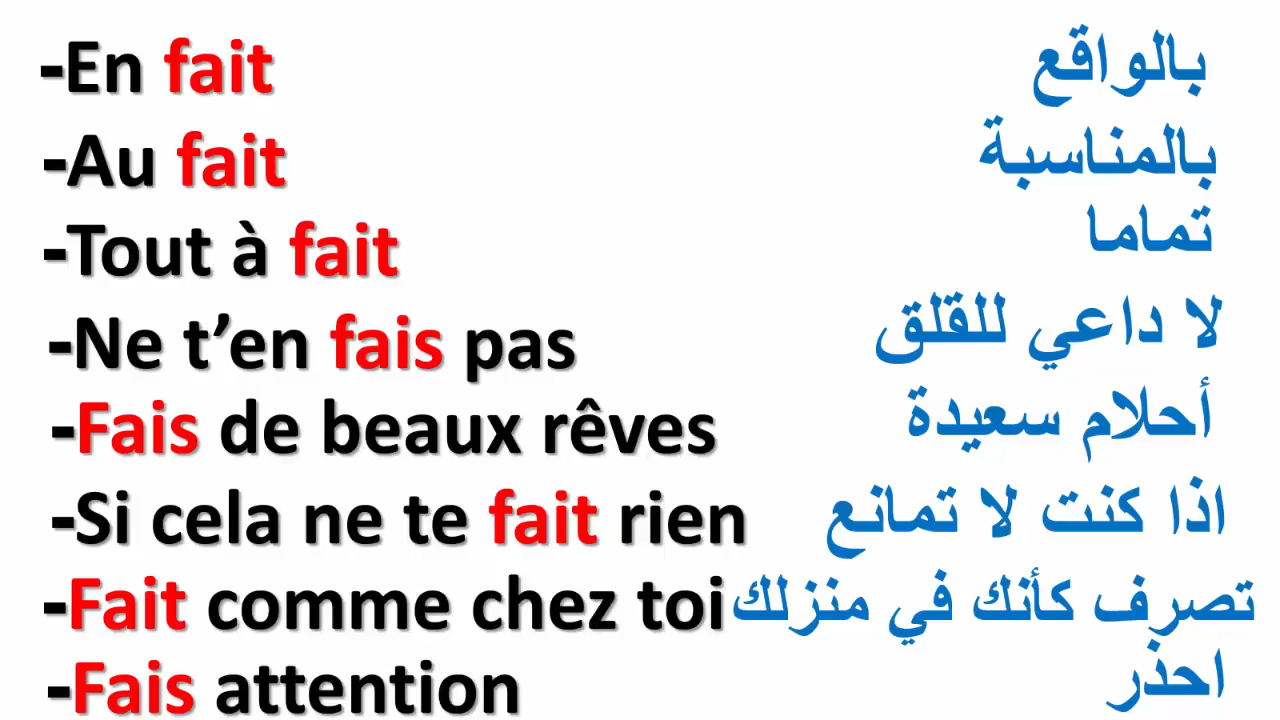 -En fait بالواقع
-Au fait بالمناسبة
-Tout à fait تماما
-Ne t’en fais pas لا داعي للقلق
-Fais de beaux rêves أحلام سعيدة
-Si cela ne te fait rien اذا كنت لا تمانع
-Fait comme chez toi تصرف كأنك في منزلك
-Fais attention احذر